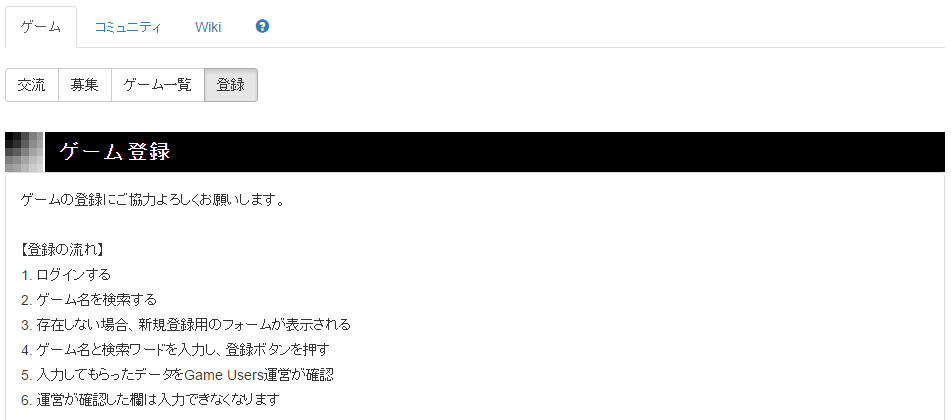 ゲーム コミュニティ Wiki ?
交流 募集 ゲーム一覧 登録
ゲーム登録
ゲームの登録にご協力よろしくお願いします。
【登録の流れ】
1. ログインする
2. ゲーム名を検索する
3. 存在しない場合、新規登録用のフォームが表示される
4. ゲーム名と検索ワードを入力し、登録ボタンを押す
5. 入力してもらったデータをGame Users運営が確認
6. 運営が確認した欄は入力できなくなります